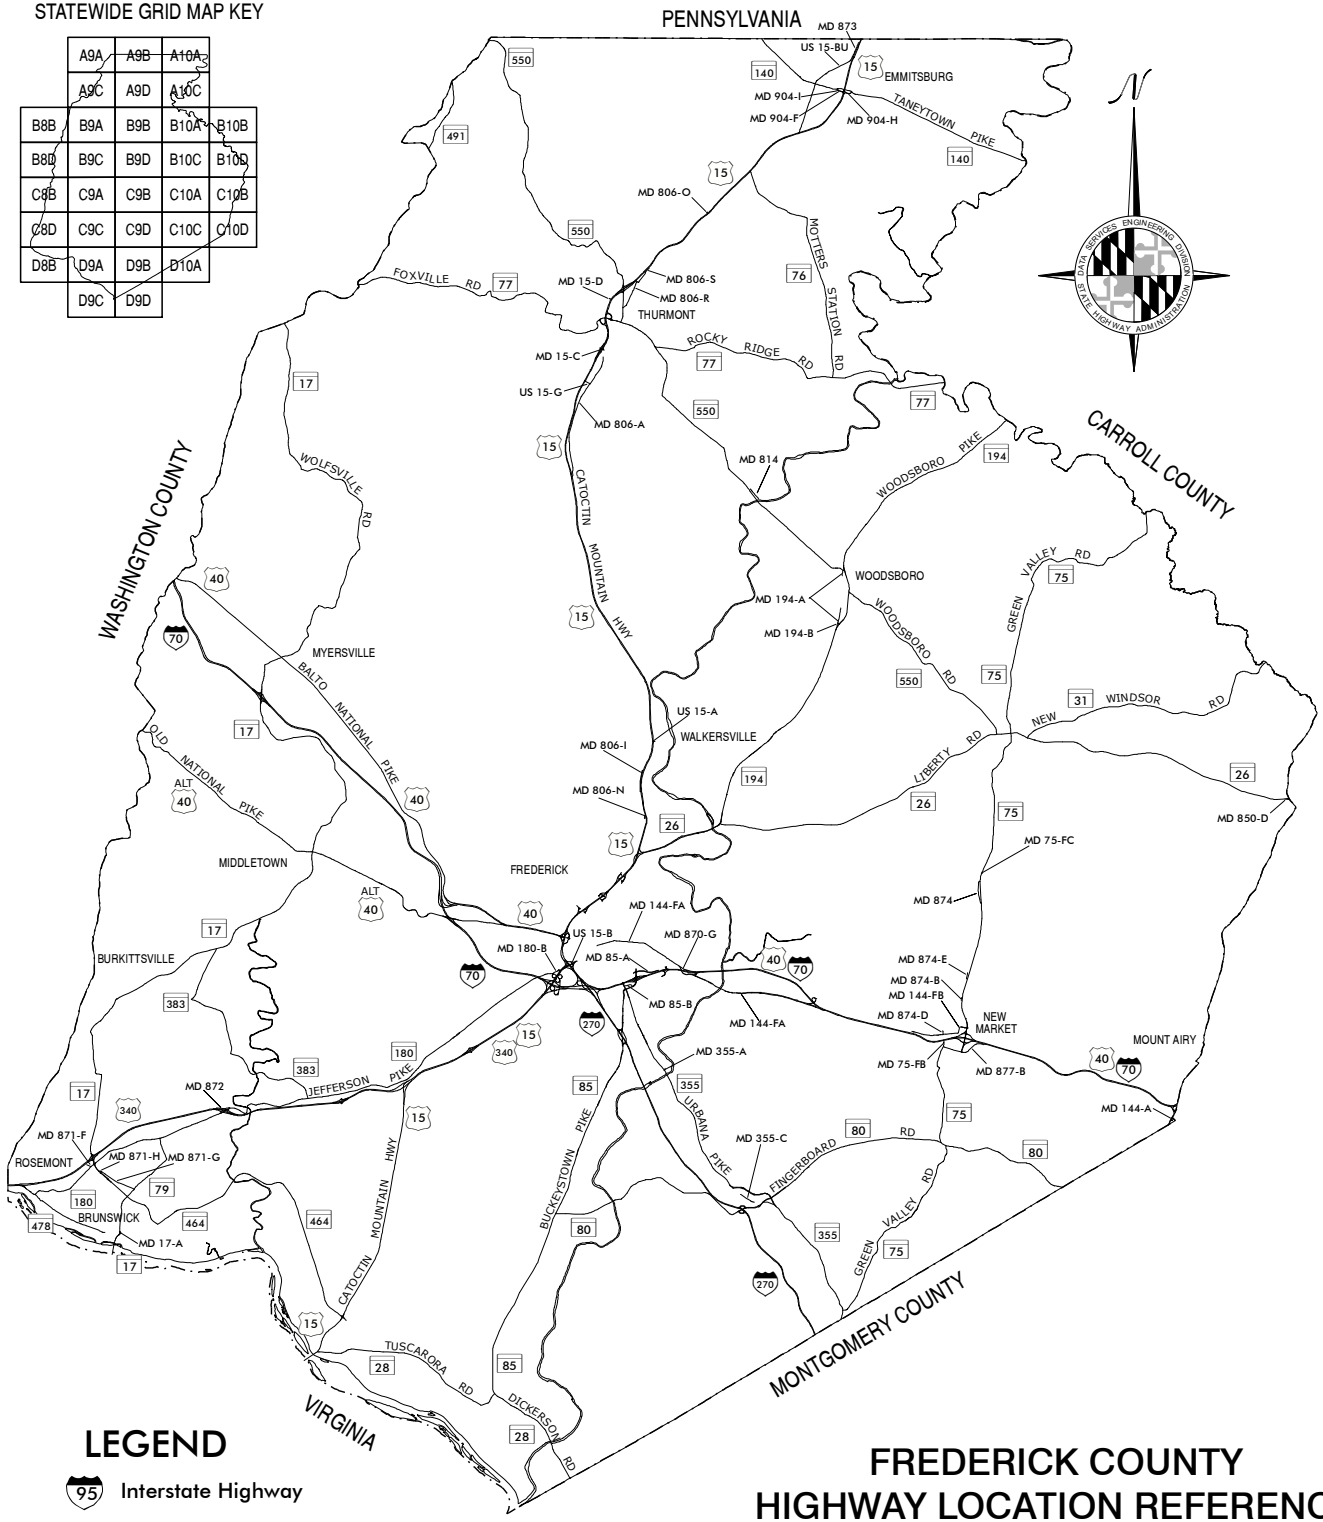 STATEWIDE GRID MAP KEY
A9A A9B A10A
A9C A9D A10C
B8B B9A B9B B10A B10B
B8D B9C B9D B10C B10D
C8B C9A C9B C10A C10B
C8D C9C C9D C10C C10D
D8B D9A D9B D10A
D9C D9D
PENNSYLVANIA
MD 873
US 15-BU
15
EMMITSBURG
550
140
MD 904-I
MD 904-F
MD 904-H
TANEYTOWN PIKE
140
491
15
MD 806-O
550
MOTTERS STATION RD
76
DATA SERVICES ENGINEERING DIVISION
STATE HIGHWAY ADMINISTRATION
FOXVILLE RD
77
MD 15-D
MD 806-S
MD 806-R
THURMONT
MD 15-C
ROCKY RIDGE RD
77
17
US 15-G
550
77
MD 806-A
15
CARROLL COUNTY
WASHINGTON COUNTY
WOLFSVILLE RD
MD 814
WOODSBORO PIKE
194
CATOCTIN MOUNTAIN HWY
40
WOODSBORO
GREEN VALLEY RD
75
MD 194-A
15
MD 194-B
WOODSBORO RD
70
MYERSVILLE
BALTO NATIONAL PIKE
550
75
31
NEW WINDSOR RD
US 15-A
17
OLD NATIONAL PIKE
WALKERSVILLE
MD 806-I
LIBERTY RD
ALT
40
194
26
40
MD 806-N
26
75
MD 850-D
26
15
MD 75-FC
MIDDLETOWN
FREDERICK
ALT
40
MD 874
40
MD 144-FA
17
US 15-B
MD 870-G
MD 180-B
MD 85-A
BURKITTSVILLE
40
70
MD 874-E
70
MD 874-B
383
MD 144-FB
MD 85-B
MD 874-D
NEW
MARKET
270
MD 144-FA
15
MOUNT AIRY
340
180
MD 355-A
MD 75-FB
MD 877-B
40
70
383
JEFFERSON PIKE
MD 872
17
85
355
340
15
75
MD 144-A
URBANA PIKE
MD 871-F
MD 355-C
80
RD
FINGERBOARD
80
ROSEMONT
MD 871-H
MD 871-G
BUCKEYSTOWN PIKE
CATOCTIN MOUNTAIN HWY
79
180
BRUNSWICK
464
464
478
80
355
GREEN VALLEY RD
75
MD 17-A
17
270
15
MONTGOMERY COUNTY
TUSCARORA RD
28
85
VIRGINIA
DICKERSON RD
28
LEGEND
95 Interstate Highway
FREDERICK COUNTY
HIGHWAY LOCATION REFERENC